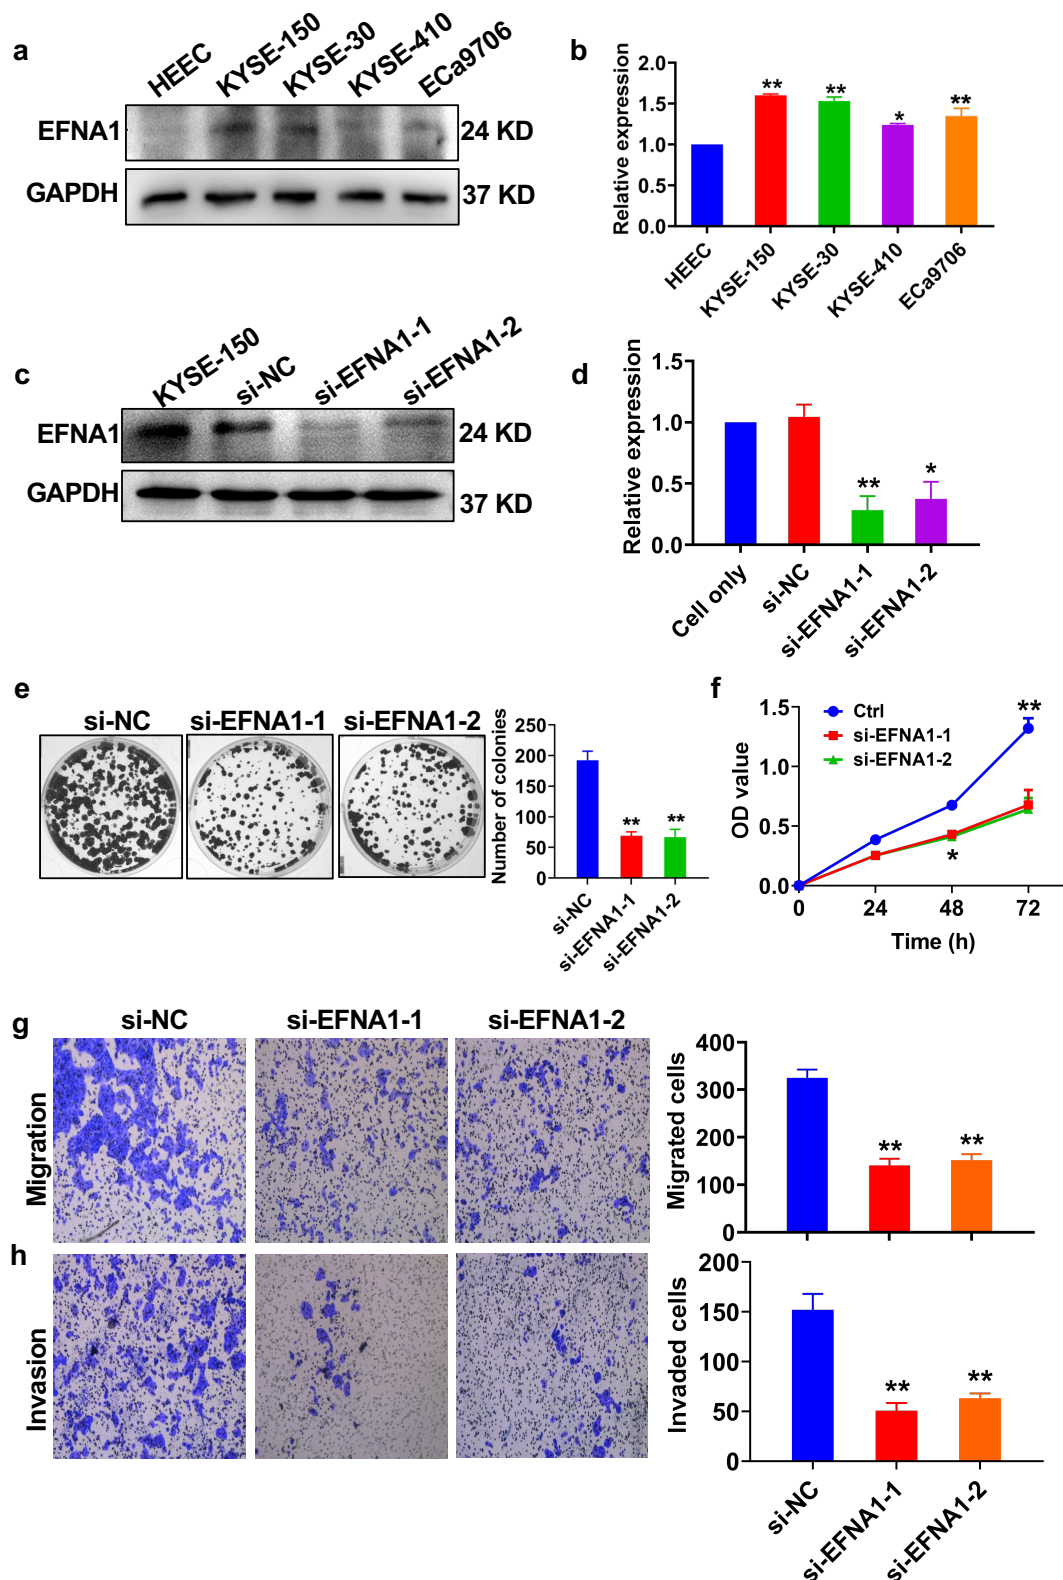 a
HEEC
KYSE-150
KYSE-30
KYSE-410
ECa9706
EFNA1
24 KD
GAPDH
37 KD
b
Relative expression
2.0
1.5
1.0
0.5
0.0
**
**
*
**
HEEC
KYSE-150
KYSE-30
KYSE-410
ECa9706
c
KYSE-150
si-NC
si-EFNA1-1
si-EFNA1-2
EFNA1
24 KD
GAPDH
37 KD
d
Relative expression
1.5
1.0
0.5
0.0
**
*
Cell only
si-NC
si-EFNA1-1
si-EFNA1-2
e
si-NC
si-EFNA1-1
si-EFNA1-2
Number of colonies
250
200
150
100
50
0
**
**
si-NC
si-EFNA1-1
si-EFNA1-2
f
OD value
1.5
1.0
0.5
0.0
Ctrl
si-EFNA1-1
si-EFNA1-2
**
*
0
24
48
72
Time (h)
g
si-NC
si-EFNA1-1
si-EFNA1-2
Migration
Migrated cells
400
300
200
100
0
**
**
h
Invasion
Invaded cells
200
150
100
50
0
**
**
si-NC
si-EFNA1-1
si-EFNA1-2